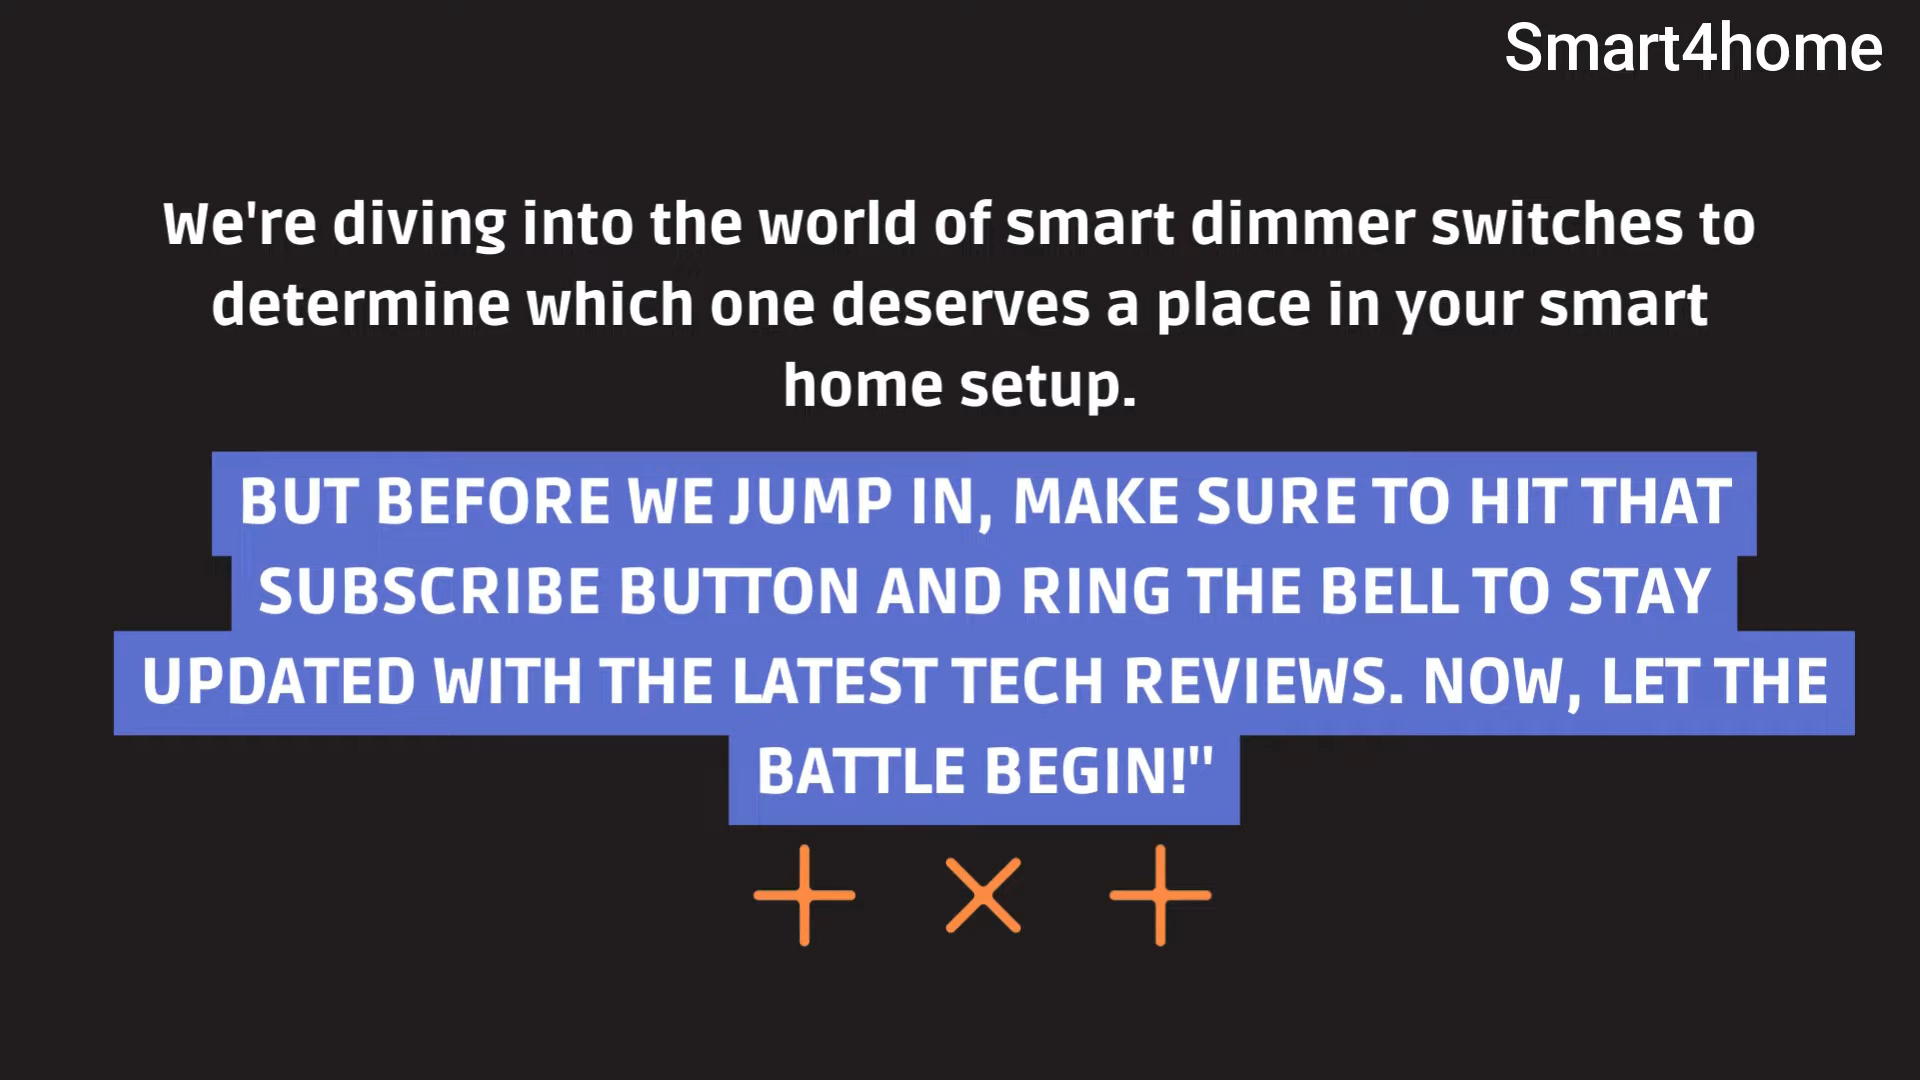 Smart4home
We're diving into the world of smart dimmer switches to
determine which one deserves a place in your smart
home setup.
BUT BEFORE WE JUMP IN, MAKE SURE TO HIT THAT
SUBSCRIBE BUTTON AND RING THE BELL TO STAY
UPDATED WITH THE LATEST TECH REVIEWS. NOW, LET THE
BATTLE BEGIN!"